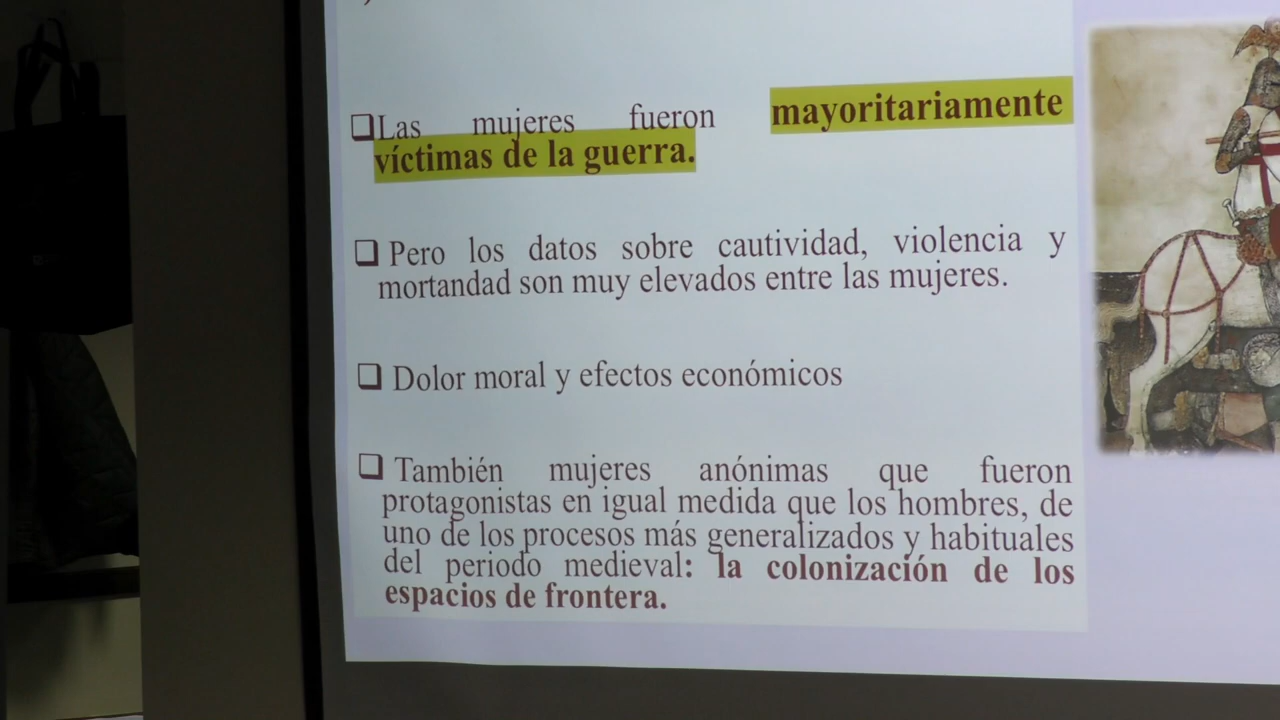 ❑Las mujeres fueron mayoritariamente
víctimas de la guerra.
❑ Pero los datos sobre cautividad, violencia y
mortandad son muy elevados entre las mujeres.
❑ Dolor moral y efectos económicos
❑ También mujeres anónimas que fueron
protagonistas en igual medida que los hombres, de
uno de los procesos más generalizados y habituales
del periodo medieval: la colonización de los
espacios de frontera.